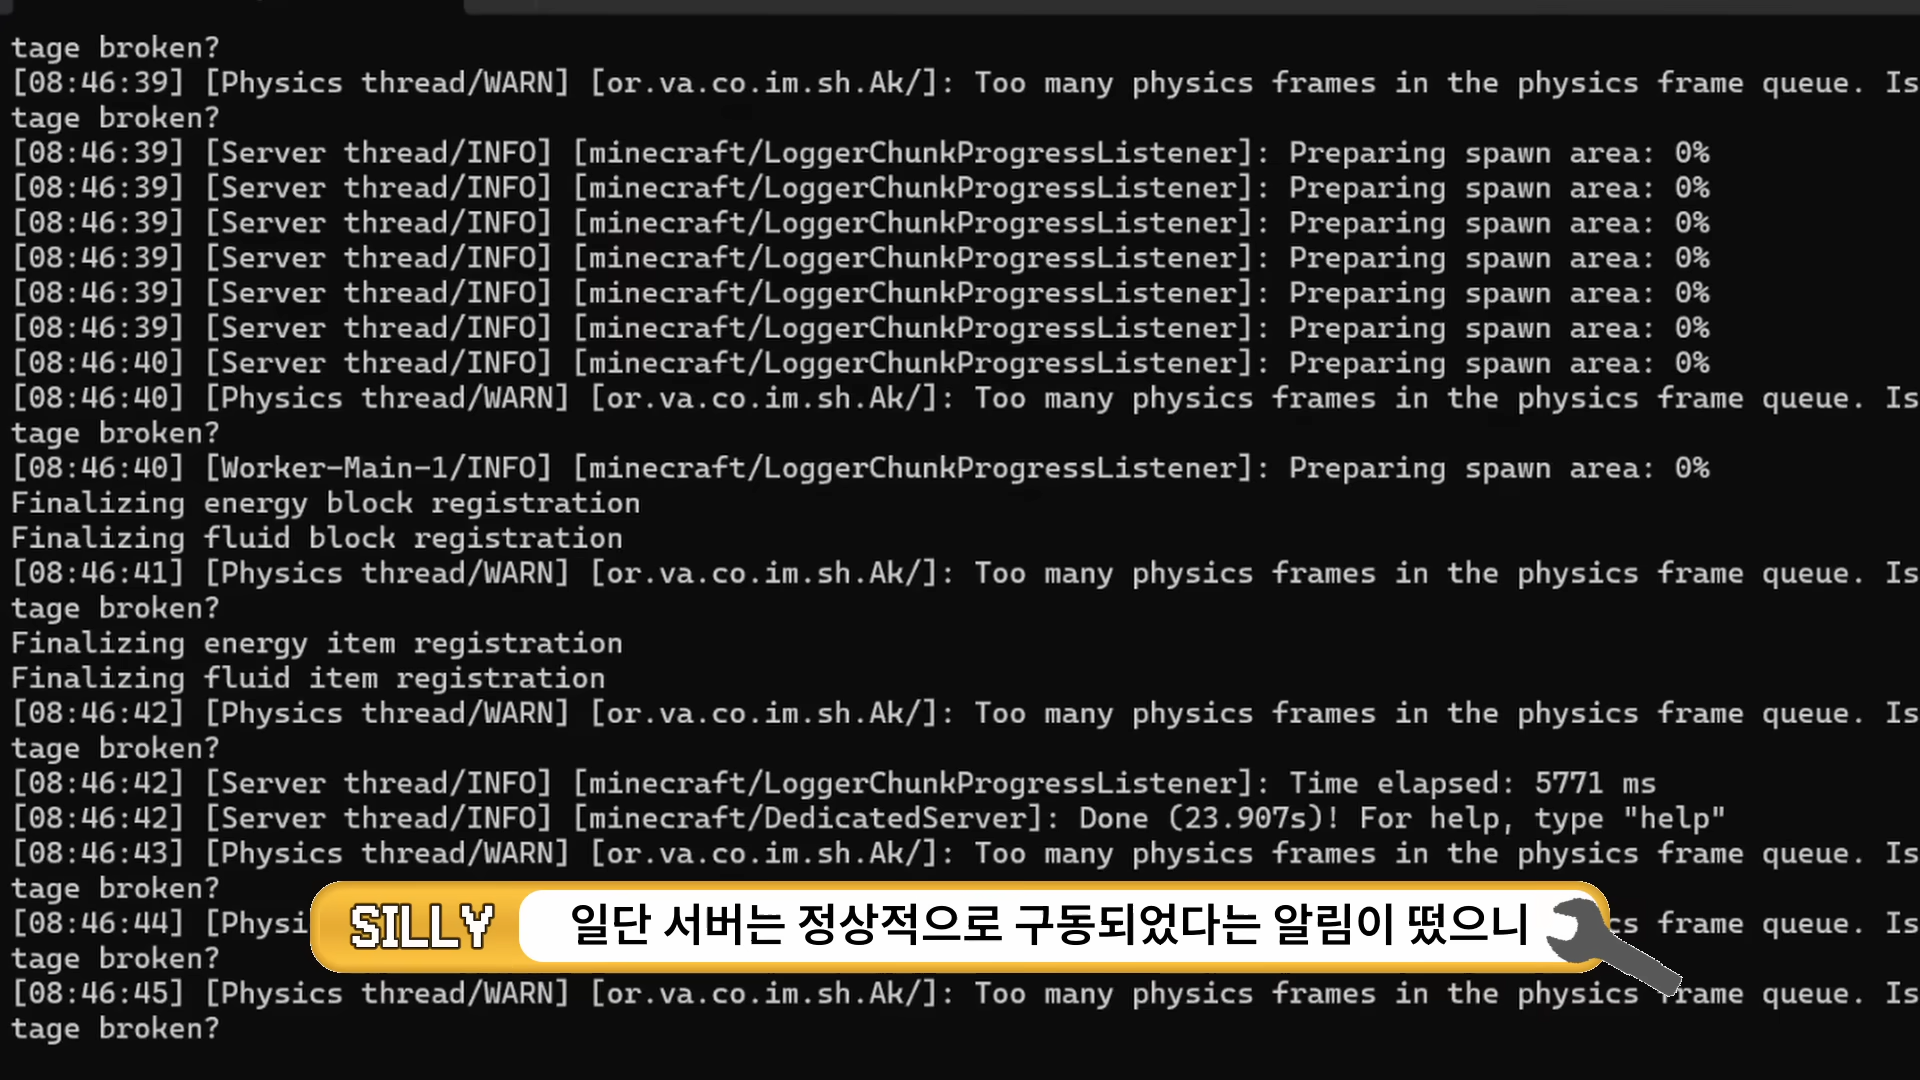 tage broken?
[08:46:39] [Physics thread/WARN] [or.va.co.im.sh.Ak/]: Too many physics frames in the physics frame queue. Is
tage broken?
[08:46:39] [Server thread/INFO] [minecraft/LoggerChunkProgressListener]: Preparing spawn area: 0%
[08:46:39] [Server thread/INFO] [minecraft/LoggerChunkProgressListener]: Preparing spawn area: 0%
[08:46:39] [Server thread/INFO] [minecraft/LoggerChunkProgressListener]: Preparing spawn area: 0%
[08:46:39] [Server thread/INFO] [minecraft/LoggerChunkProgressListener]: Preparing spawn area: 0%
[08:46:39] [Server thread/INFO] [minecraft/LoggerChunkProgressListener]: Preparing spawn area: 0%
[08:46:39] [Server thread/INFO] [minecraft/LoggerChunkProgressListener]: Preparing spawn area: 0%
[08:46:40] [Server thread/INFO] [minecraft/LoggerChunkProgressListener]: Preparing spawn area: 0%
[08:46:40] [Physics thread/WARN] [or.va.co.im.sh.Ak/]: Too many physics frames in the physics frame queue. Is
tage broken?
[08:46:40] [Worker-Main-1/INFO] [minecraft/LoggerChunkProgressListener]: Preparing spawn area: 0%
Finalizing energy block registration
Finalizing fluid block registration
[08:46:41] [Physics thread/WARN] [or.va.co.im.sh.Ak/]: Too many physics frames in the physics frame queue. Is
tage broken?
Finalizing energy item registration
Finalizing fluid item registration
[08:46:42] [Physics thread/WARN] [or.va.co.im.sh.Ak/]: Too many physics frames in the physics frame queue. Is
tage broken?
[08:46:42] [Server thread/INFO] [minecraft/LoggerChunkProgressListener]: Time elapsed: 5771 ms
[08:46:42] [Server thread/INFO] [minecraft/DedicatedServer]: Done (23.907s)! For help, type "help"
[08:46:43] [Physics thread/WARN] [or.va.co.im.sh.Ak/]: Too many physics frames in the physics frame queue. Is
tage broken?
[08:46:44] [Physi cs frame queue. Is
SILLY 일단 서버는 정상적으로 구동되었다는 알림이 떴으니
tage broken?
[08:46:45] [Physics thread/WARN] [or.va.co.im.sh.Ak/]: Too many physics frames in the physics frame queue. Is
tage broken?